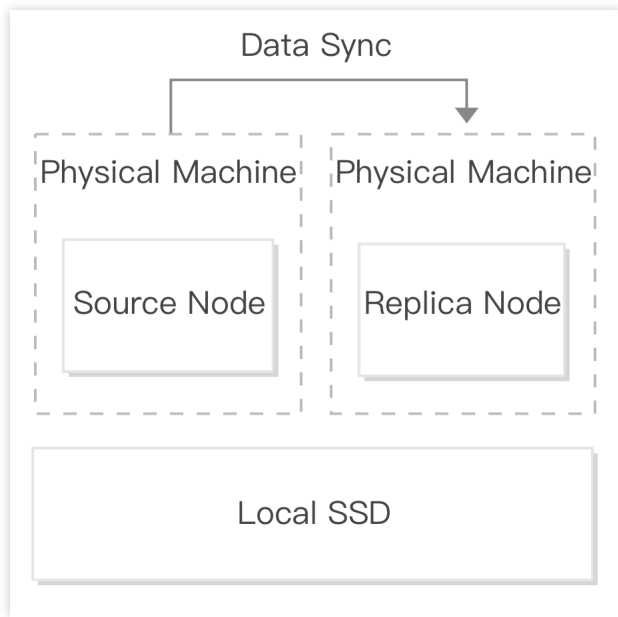 Data Sync
Physical Machine
Physical Machine
Source Node
Replica Node
Local SSD